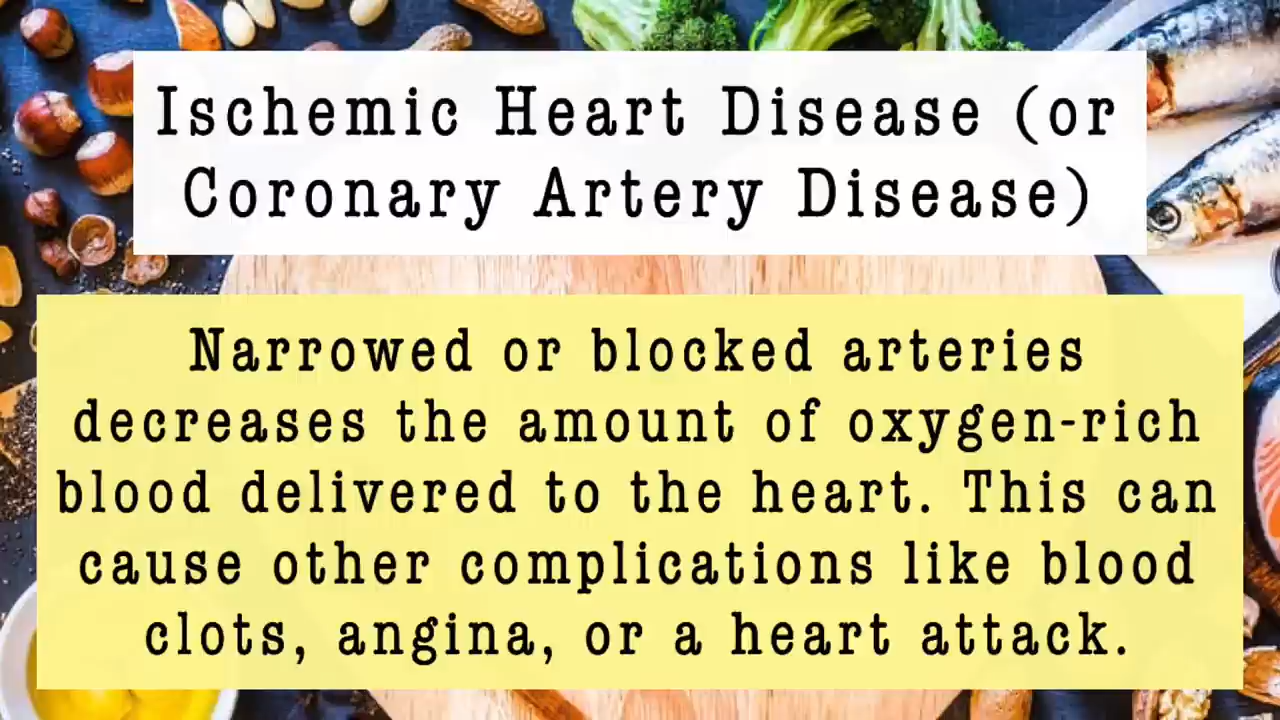 Ischemic Heart Disease (or
Coronary Artery Disease)
Narrowed or blocked arteries
decreases the amount of oxygen-rich
blood delivered to the heart. This can
cause other complications like blood
clots, angina, or a heart attack.